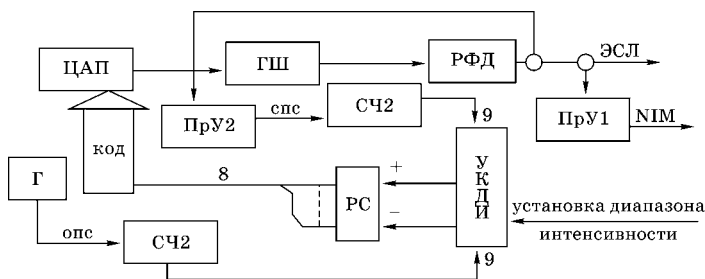 ЭСЛ
ЦАП
ГШ
РФД
ПрУ2
спс
СЧ2
9
ПрУ1
NIM
код
Г
8
РС
+
–
УКДИ
установка диапазона
интенсивности
опс
СЧ2
9